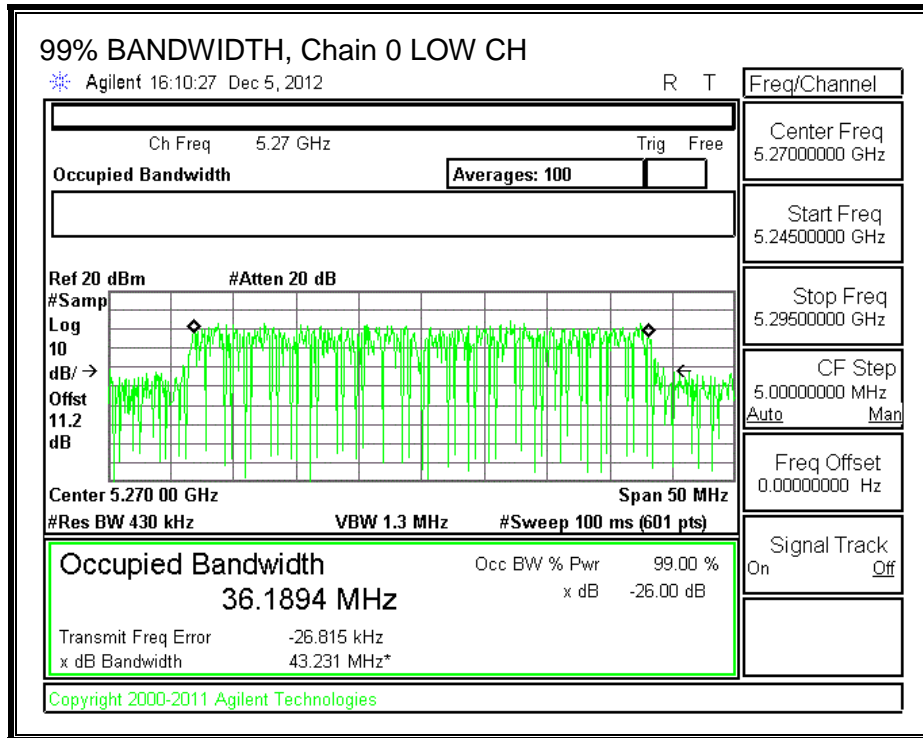 99% BANDWIDTH, Chain 0 LOW CH
Agilent 16:10:27 Dec 5, 2012 R T
Ch Freq 5.27 GHz Trig Free
Occupied Bandwidth Averages: 100
Ref 20 dBm #Atten 20 dB
#Samp
Log
10
dB/
Offst
11.2
dB
Center 5.270 00 GHz Span 50 MHz
#Res BW 430 kHz VBW 1.3 MHz #Sweep 100 ms (601 pts)
Occupied Bandwidth Occ BW % Pwr 99.00 %
36.1894 MHz x dB -26.00 dB
Transmit Freq Error -26.815 kHz
x dB Bandwidth 43.231 MHz*
Copyright 2000-2011 Agilent Technologies
Freq/Channel
Center Freq
5.27000000 GHz
Start Freq
5.24500000 GHz
Stop Freq
5.29500000 GHz
CF Step
5.00000000 MHz
Auto Man
Freq Offset
0.00000000 Hz
Signal Track
On Off